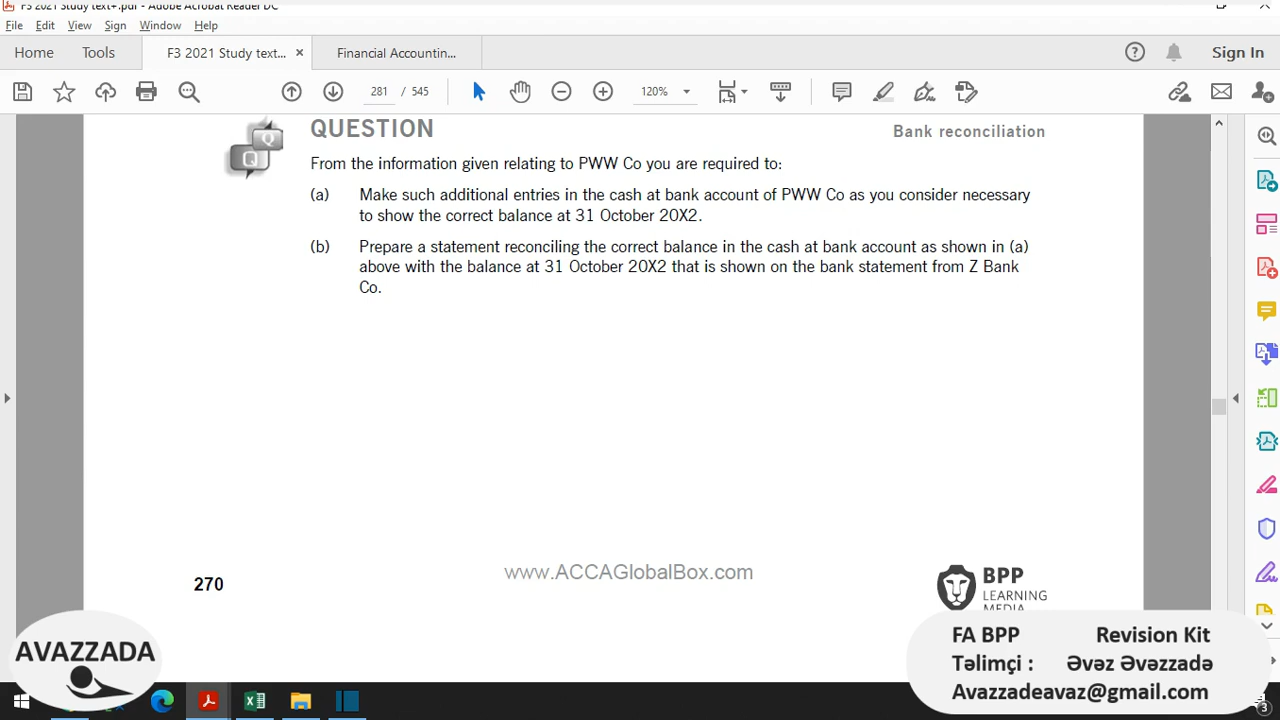 F3 2021 Study text+.pdf - Adobe Acrobat Reader DC
File Edit View Sign Window Help
Home Tools F3 2021 Study text... × Financial Accountin... Sign In
281 / 545 120%
QUESTION Bank reconciliation
From the information given relating to PWW Co you are required to:
(a) Make such additional entries in the cash at bank account of PWW Co as you consider necessary
to show the correct balance at 31 October 20X2.
(b) Prepare a statement reconciling the correct balance in the cash at bank account as shown in (a)
above with the balance at 31 October 20X2 that is shown on the bank statement from Z Bank
Co.
270
www.ACCAGlobalBox.com
BPP
LEARNING
MEDIA
AVAZZADA
FA BPP Revision Kit
Təlimçi : Əvəz Əvəzzadə
Avazzadeavaz@gmail.com
3